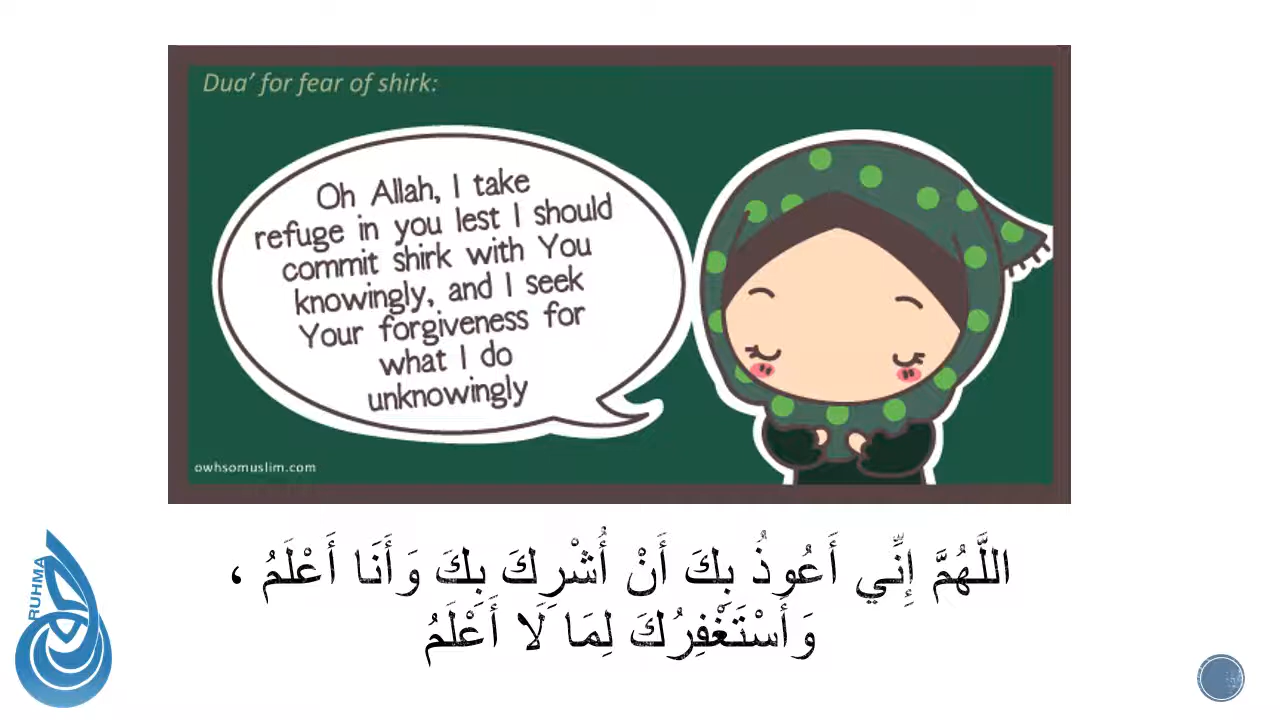 Dua’ for fear of shirk:
Oh Allah, I take
refuge in you lest I should
commit shirk with You
knowingly, and I seek
Your forgiveness for
what I do
unknowingly
owhsomuslim.com
اللَّهُمَّ إِنِّي أَعُوذُ بِكَ أَنْ أُشْرِكَ بِكَ وَأَنَا أَعْلَمُ ،
وَأَسْتَغْفِرُكَ لِمَا لَا أَعْلَمُ
RUHMA